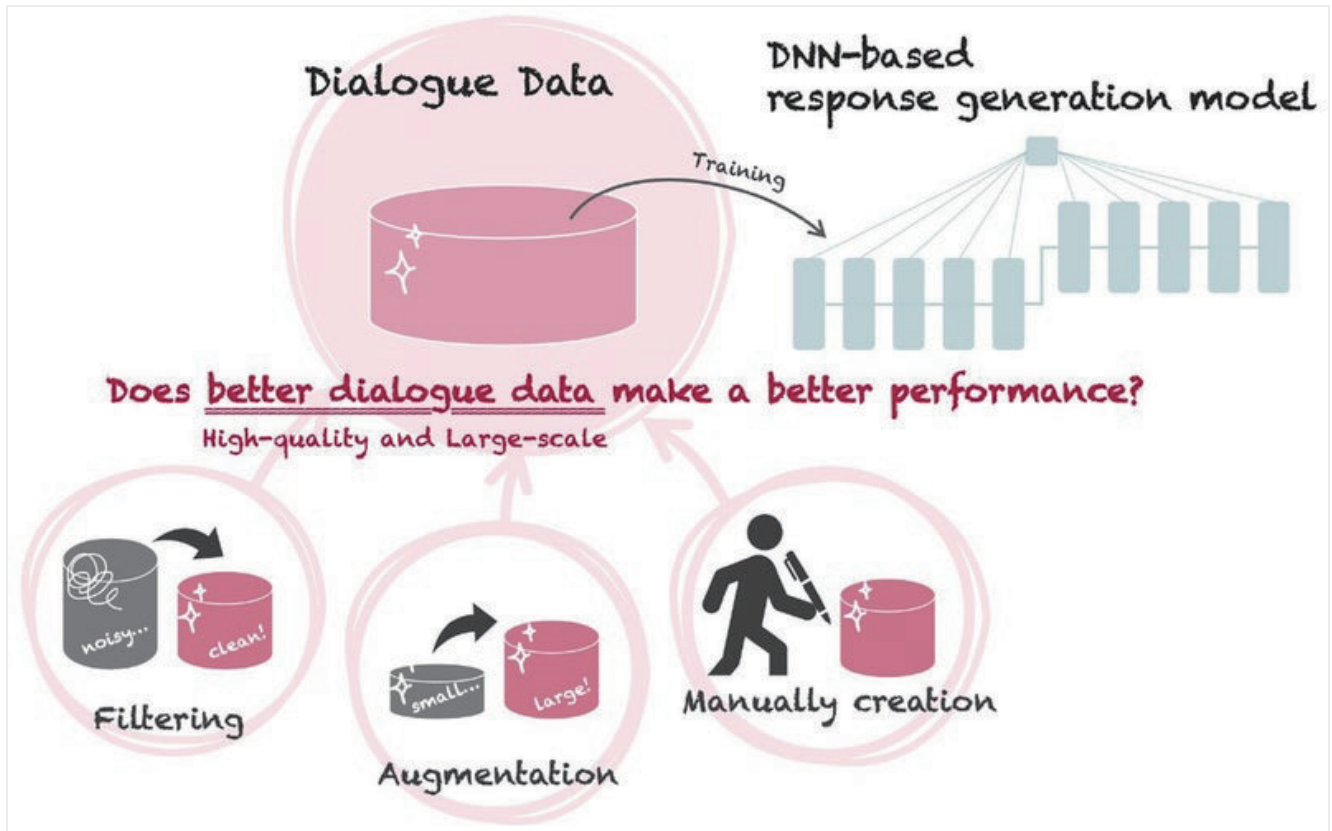 Dialogue Data
DNN-based
response generation model
Training
Does better dialogue data make a better performance?
High-quality and Large-scale
noisy...
clean!
Filtering
small...
large!
Augmentation
Manually creation